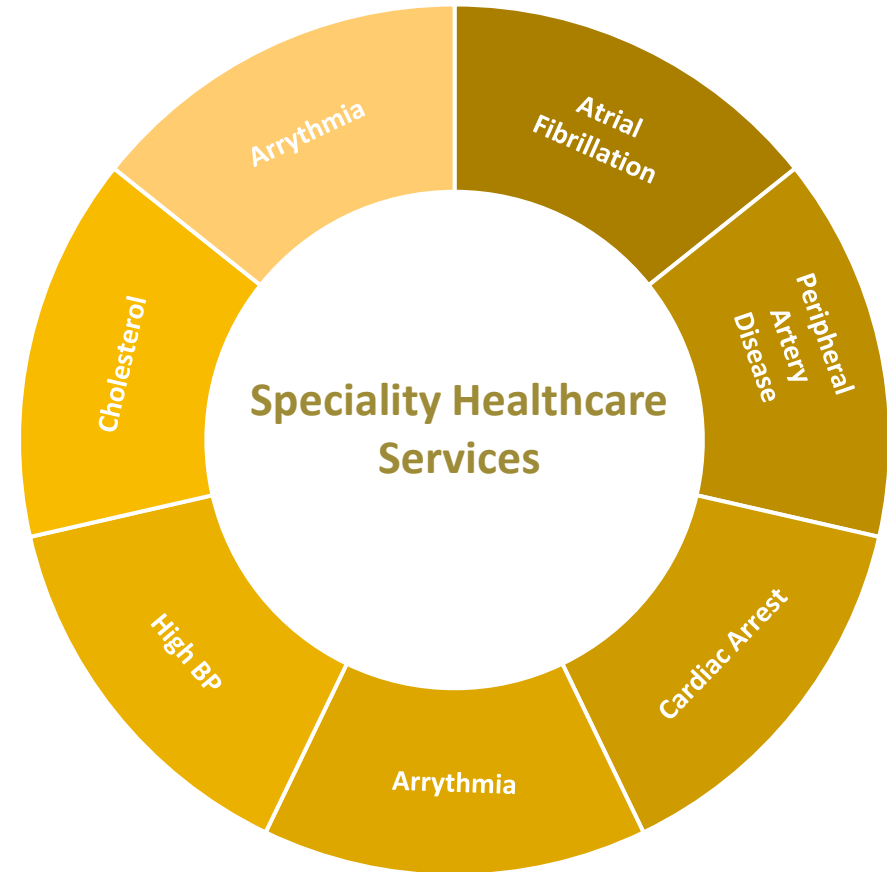 Speciality Healthcare
Services
Atrial
Fibrillation
Peripheral
Artery
Disease
Cardiac Arrest
Arrythmia
High BP
Cholesterol
Arrythmia